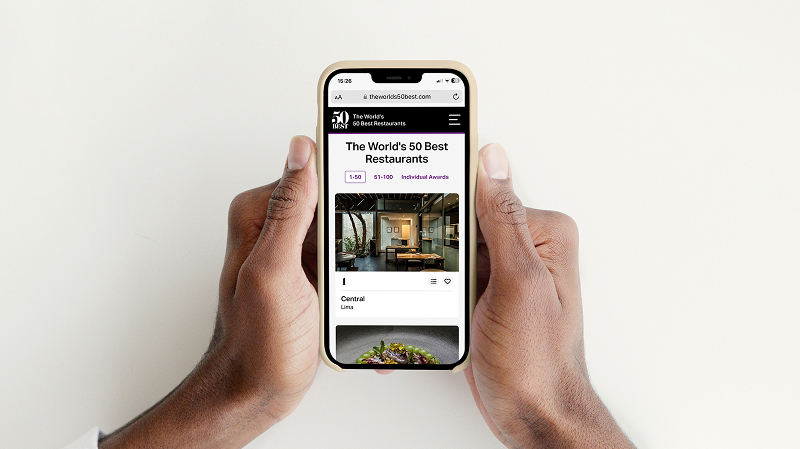 15:26
AA theworlds50best.com
50
BEST
The World's
50 Best Restaurants
The World's 50 Best
Restaurants
1-50 51-100 Individual Awards
1
Central
Lima